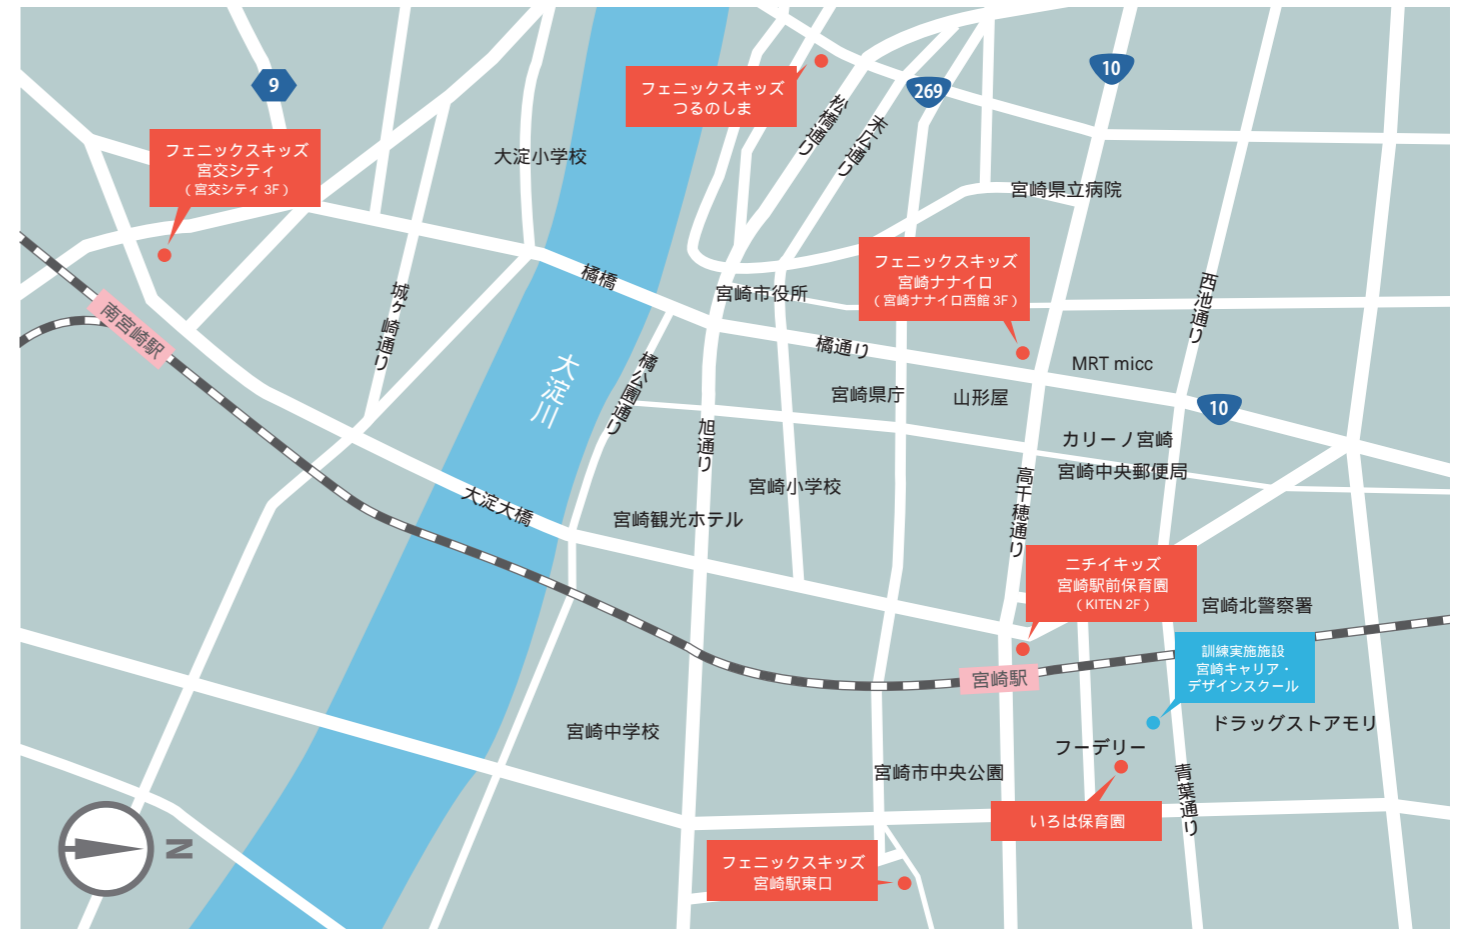 9
10
269
10
フェニックスキッズ
つるのしま
フェニックスキッズ
宮交シティ
（宮交シティ 3F）
大淀小学校
松橋通り
末広通り
宮崎県立病院
フェニックスキッズ
宮崎ナナイロ
（宮崎ナナイロ西館 3F）
橘橋
宮崎市役所
西池通り
城ヶ崎通り
南宮崎駅
大淀川
橘公園通り
橘通り
MRT micc
宮崎県庁
山形屋
旭通り
カリーノ宮崎
宮崎中央郵便局
高千穂通り
宮崎小学校
大淀大橋
宮崎観光ホテル
ニチイキッズ
宮崎駅前保育園
（KITEN 2F）
宮崎北警察署
訓練実施施設
宮崎キャリア・
デザインスクール
宮崎駅
ドラッグストアモリ
宮崎中学校
フーデリー
宮崎市中央公園
青葉通り
いろは保育園
フェニックスキッズ
宮崎駅東口
N